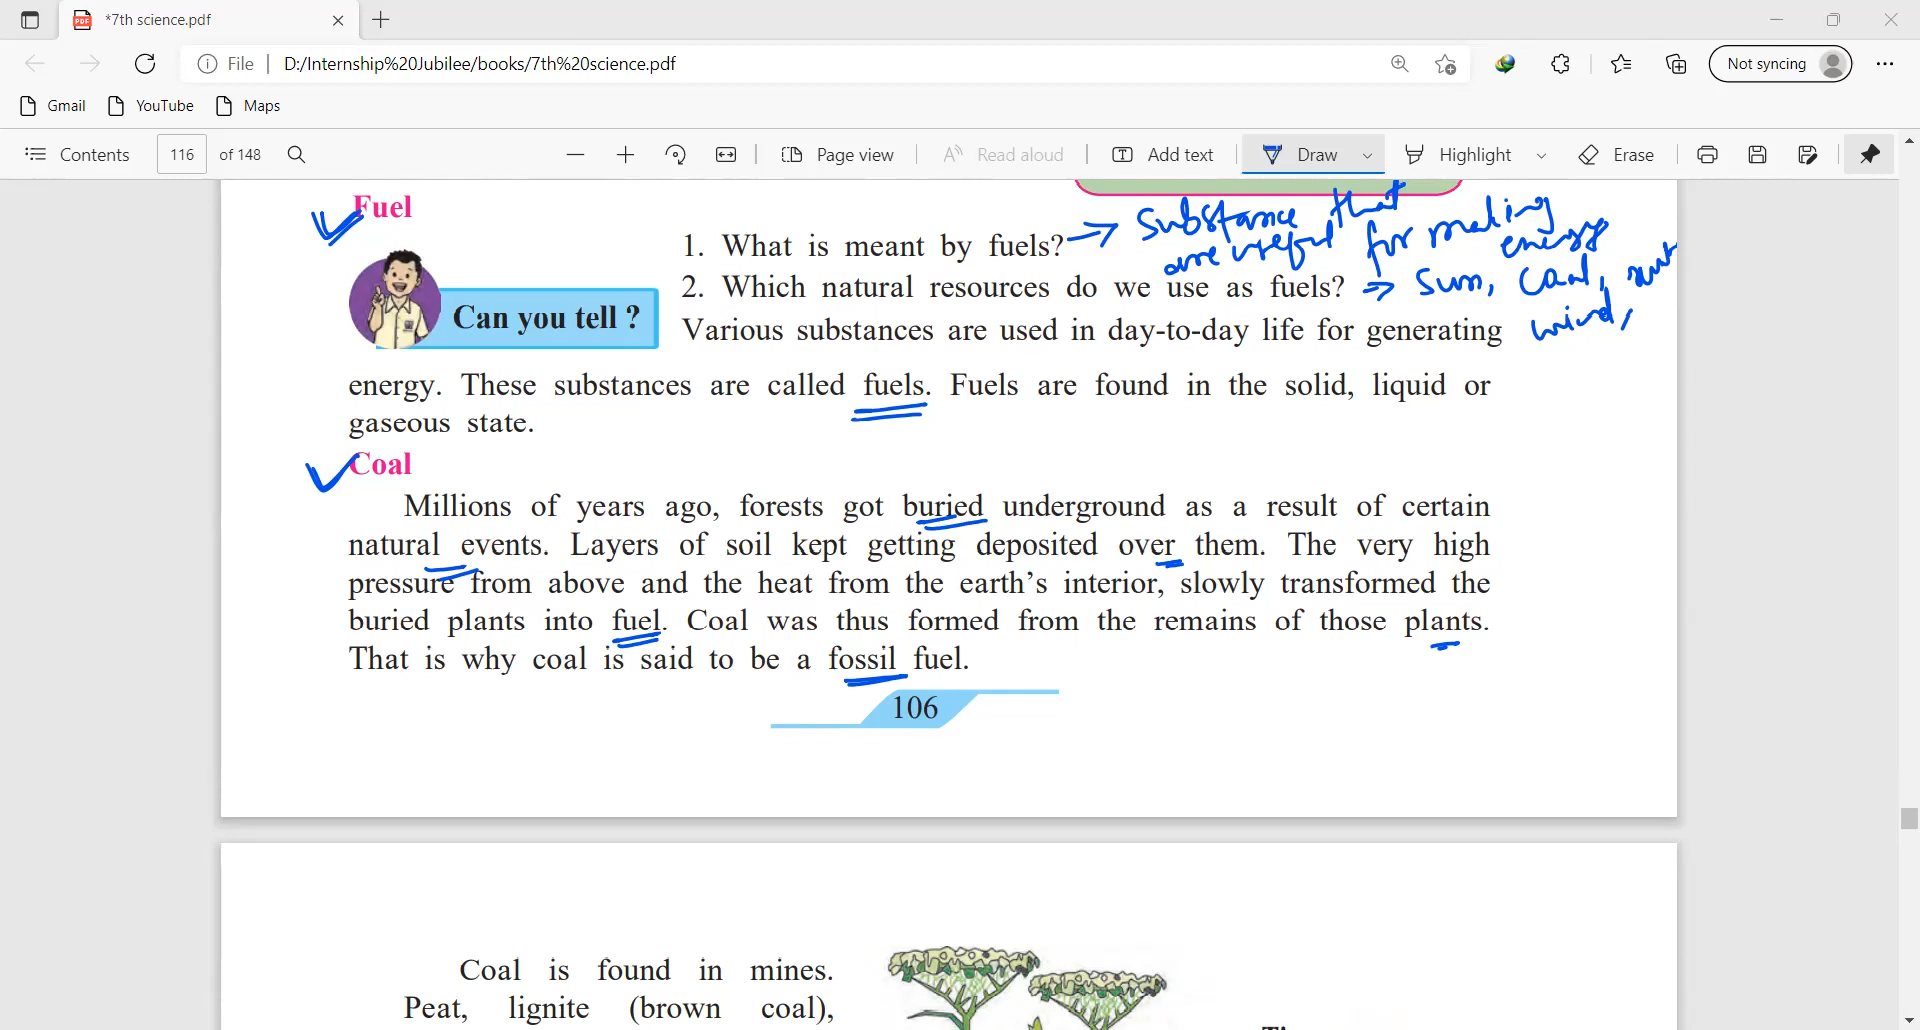 *7th science.pdf
File
D:/Internship%20Jubilee/books/7th%20science.pdf
Not syncing
Gmail YouTube Maps
Contents 116 of 148 Page view Read aloud Add text Draw Highlight Erase
Fuel
1. What is meant by fuels?
→ Substance that
are useful for making
energy
2. Which natural resources do we use as fuels?
→ Sun, Coal,
wind,
Can you tell ?
Various substances are used in day-to-day life for generating
energy. These substances are called fuels. Fuels are found in the solid, liquid or
gaseous state.
Coal
Millions of years ago, forests got buried underground as a result of certain
natural events. Layers of soil kept getting deposited over them. The very high
pressure from above and the heat from the earth's interior, slowly transformed the
buried plants into fuel. Coal was thus formed from the remains of those plants.
That is why coal is said to be a fossil fuel.
106
Coal is found in mines.
Peat, lignite (brown coal),